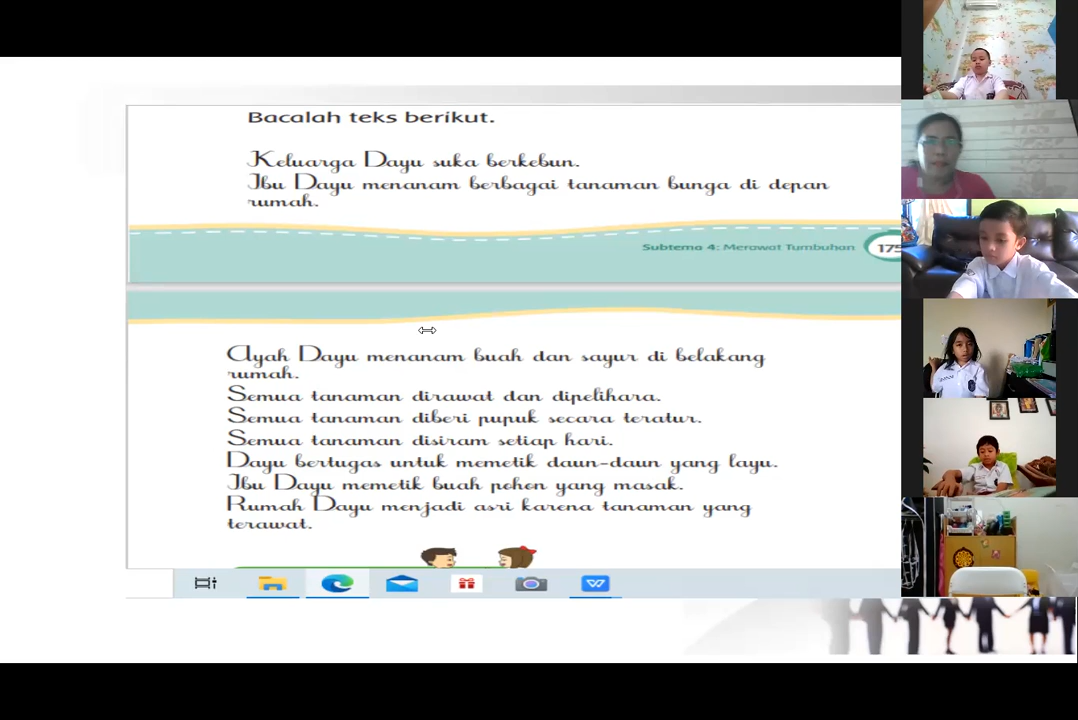 Bacalah teks berikut.
Keluarga Dayu suka berkebun.
Ibu Dayu menanam berbagai tanaman bunga di depan
rumah.
Subtema 4: Merawat Tumbuhan 175
Ayah Dayu menanam buah dan sayur di belakang
rumah.
Semua tanaman dirawat dan dipelihara.
Semua tanaman diberi pupuk secara teratur.
Semua tanaman disiram setiap hari.
Dayu bertugas untuk memetik daun-daun yang layu.
Ibu Dayu memetik buah pohon yang masak.
Rumah Dayu menjadi asri karena tanaman yang
terawat.